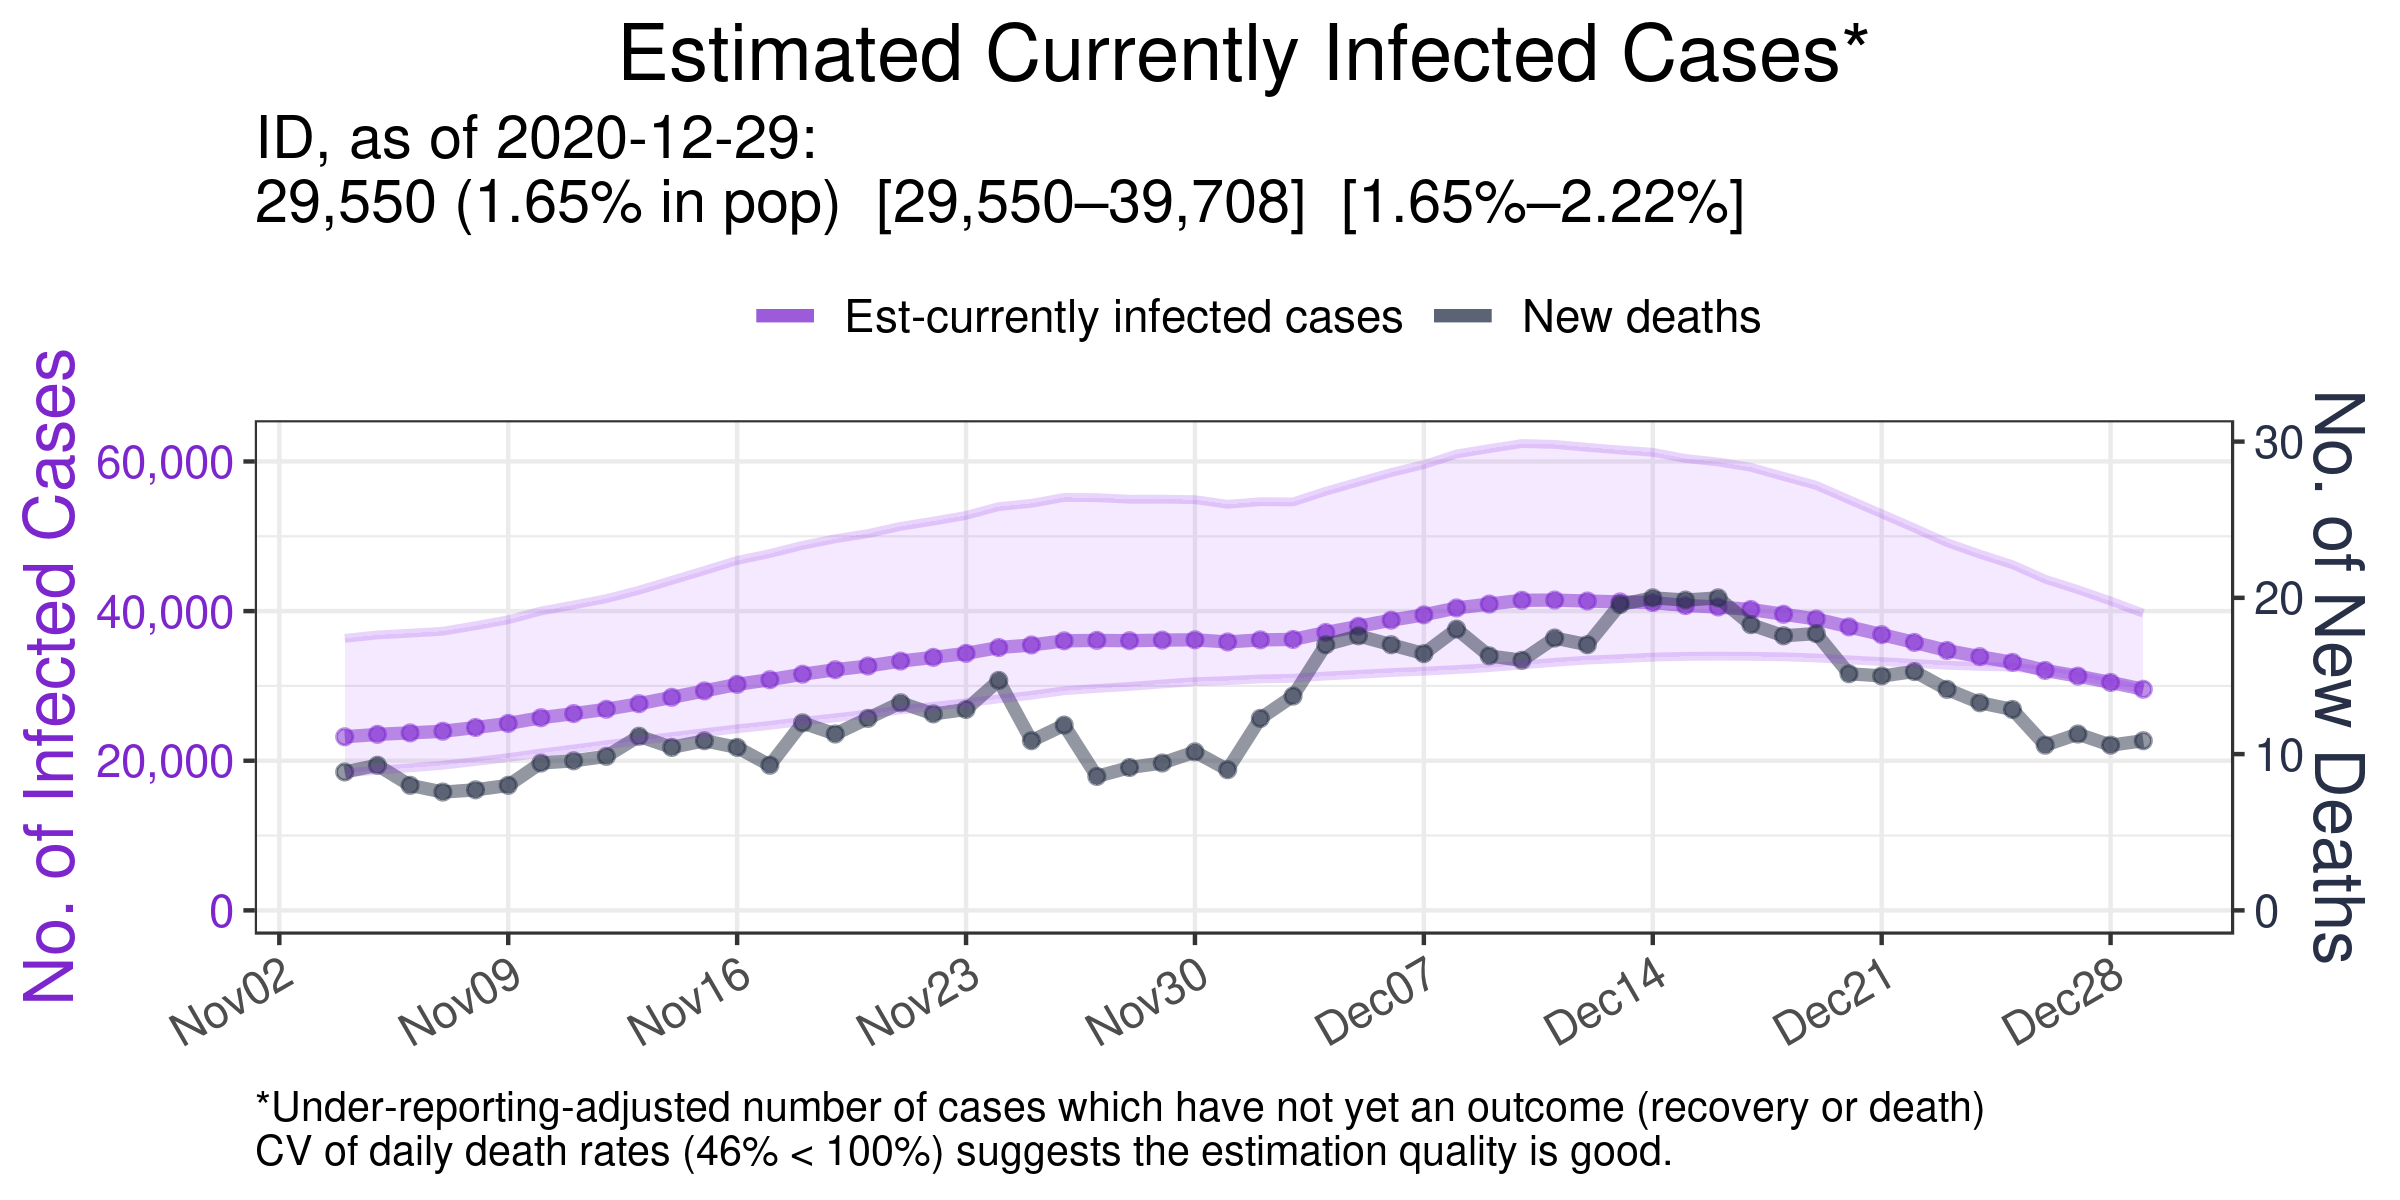 Estimated Currently Infected Cases*
ID, as of 2020-12-29:
29,550 (1.65% in pop)  [29,550–39,708]  [1.65%–2.22%]
Est-currently infected cases
New deaths
No. of Infected Cases
60,000
40,000
20,000
0
30
20
10
0
No. of New Deaths
Nov02
Nov09
Nov16
Nov23
Nov30
Dec07
Dec14
Dec21
Dec28
*Under-reporting-adjusted number of cases which have not yet an outcome (recovery or death)
CV of daily death rates (46% < 100%) suggests the estimation quality is good.